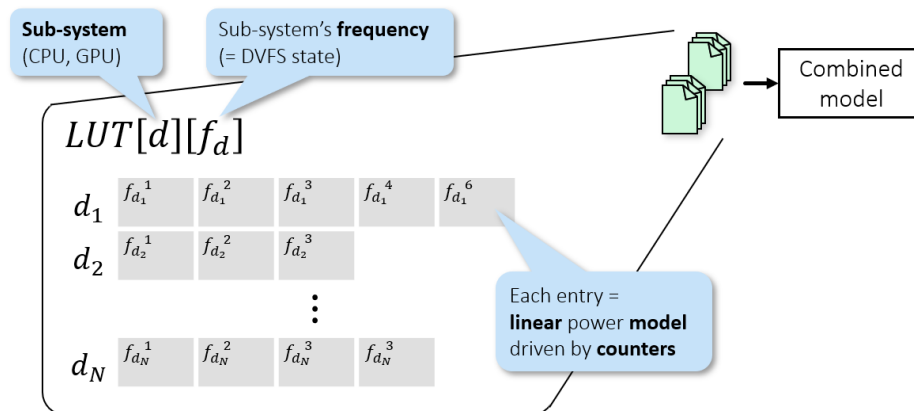 Sub-system
(CPU, GPU)
Sub-system's frequency
(= DVFS state)
Combined
model
LUT[d][f_d]
d_1 f_{d_1}^1 f_{d_1}^2 f_{d_1}^3 f_{d_1}^4 f_{d_1}^6
d_2 f_{d_2}^1 f_{d_2}^2 f_{d_2}^3
⋮
d_N f_{d_N}^1 f_{d_N}^2 f_{d_N}^3 f_{d_N}^3
Each entry =
linear power model
driven by counters